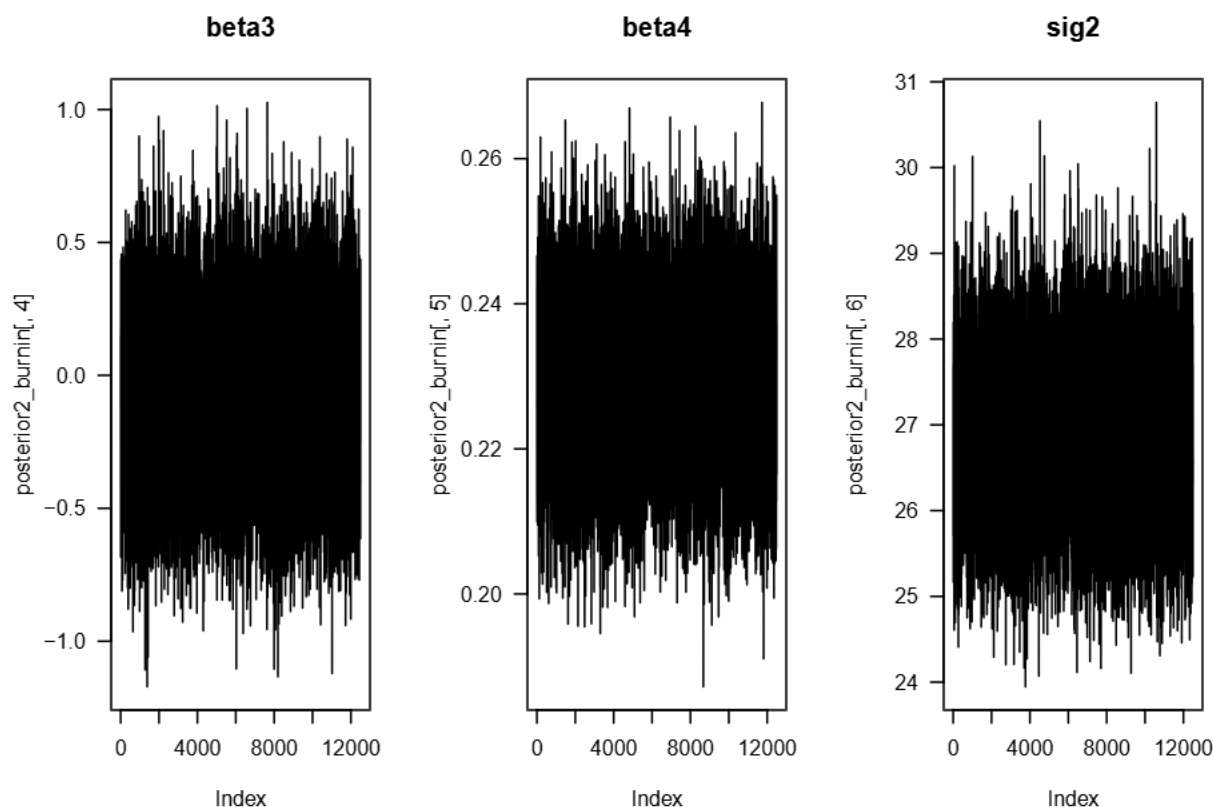 beta3
posterior2_burnin[, 4]
1.0
0.5
0.0
−0.5
−1.0
0 4000 8000 12000
Index
beta4
posterior2_burnin[, 5]
0.26
0.24
0.22
0.20
0 4000 8000 12000
Index
sig2
posterior2_burnin[, 6]
31
30
29
28
27
26
25
24
0 4000 8000 12000
Index